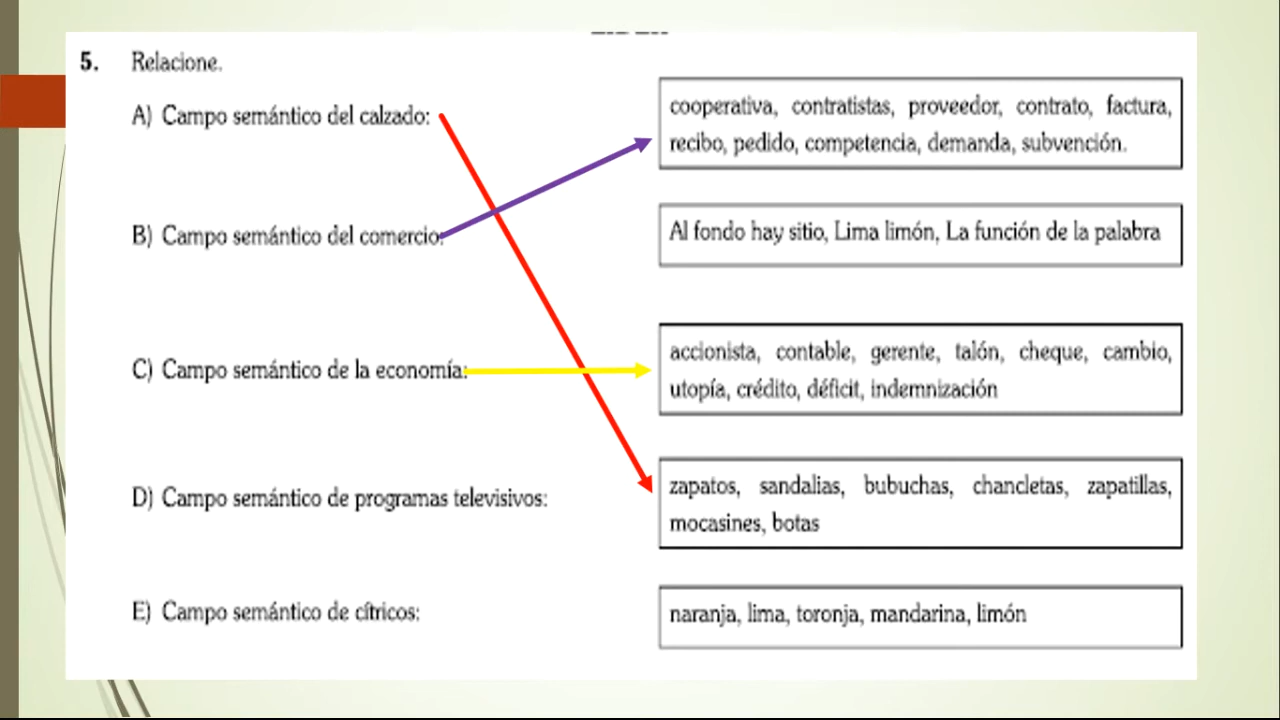 5. Relacione.
A) Campo semántico del calzado:
cooperativa, contratistas, proveedor, contrato, factura,
recibo, pedido, competencia, demanda, subvención.
B) Campo semántico del comercio:
Al fondo hay sitio, Lima limón, La función de la palabra
C) Campo semántico de la economía:
accionista, contable, gerente, talón, cheque, cambio,
utopía, crédito, déficit, indemnización
D) Campo semántico de programas televisivos:
zapatos, sandalias, bubuchas, chancletas, zapatillas,
mocasines, botas
E) Campo semántico de cítricos:
naranja, lima, toronja, mandarina, limón